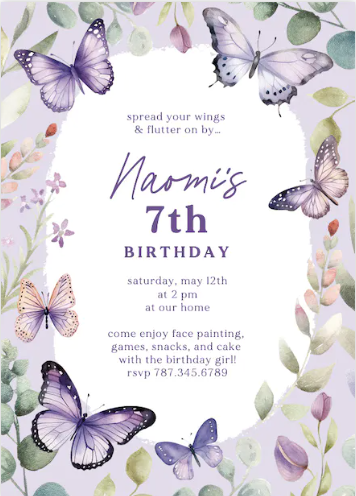 spread your wings
& flutter on by...
Naomi's
7th
BIRTHDAY
saturday, may 12th
at 2 pm
at our home
come enjoy face painting,
games, snacks, and cake
with the birthday girl!
rsvp 787.345.6789